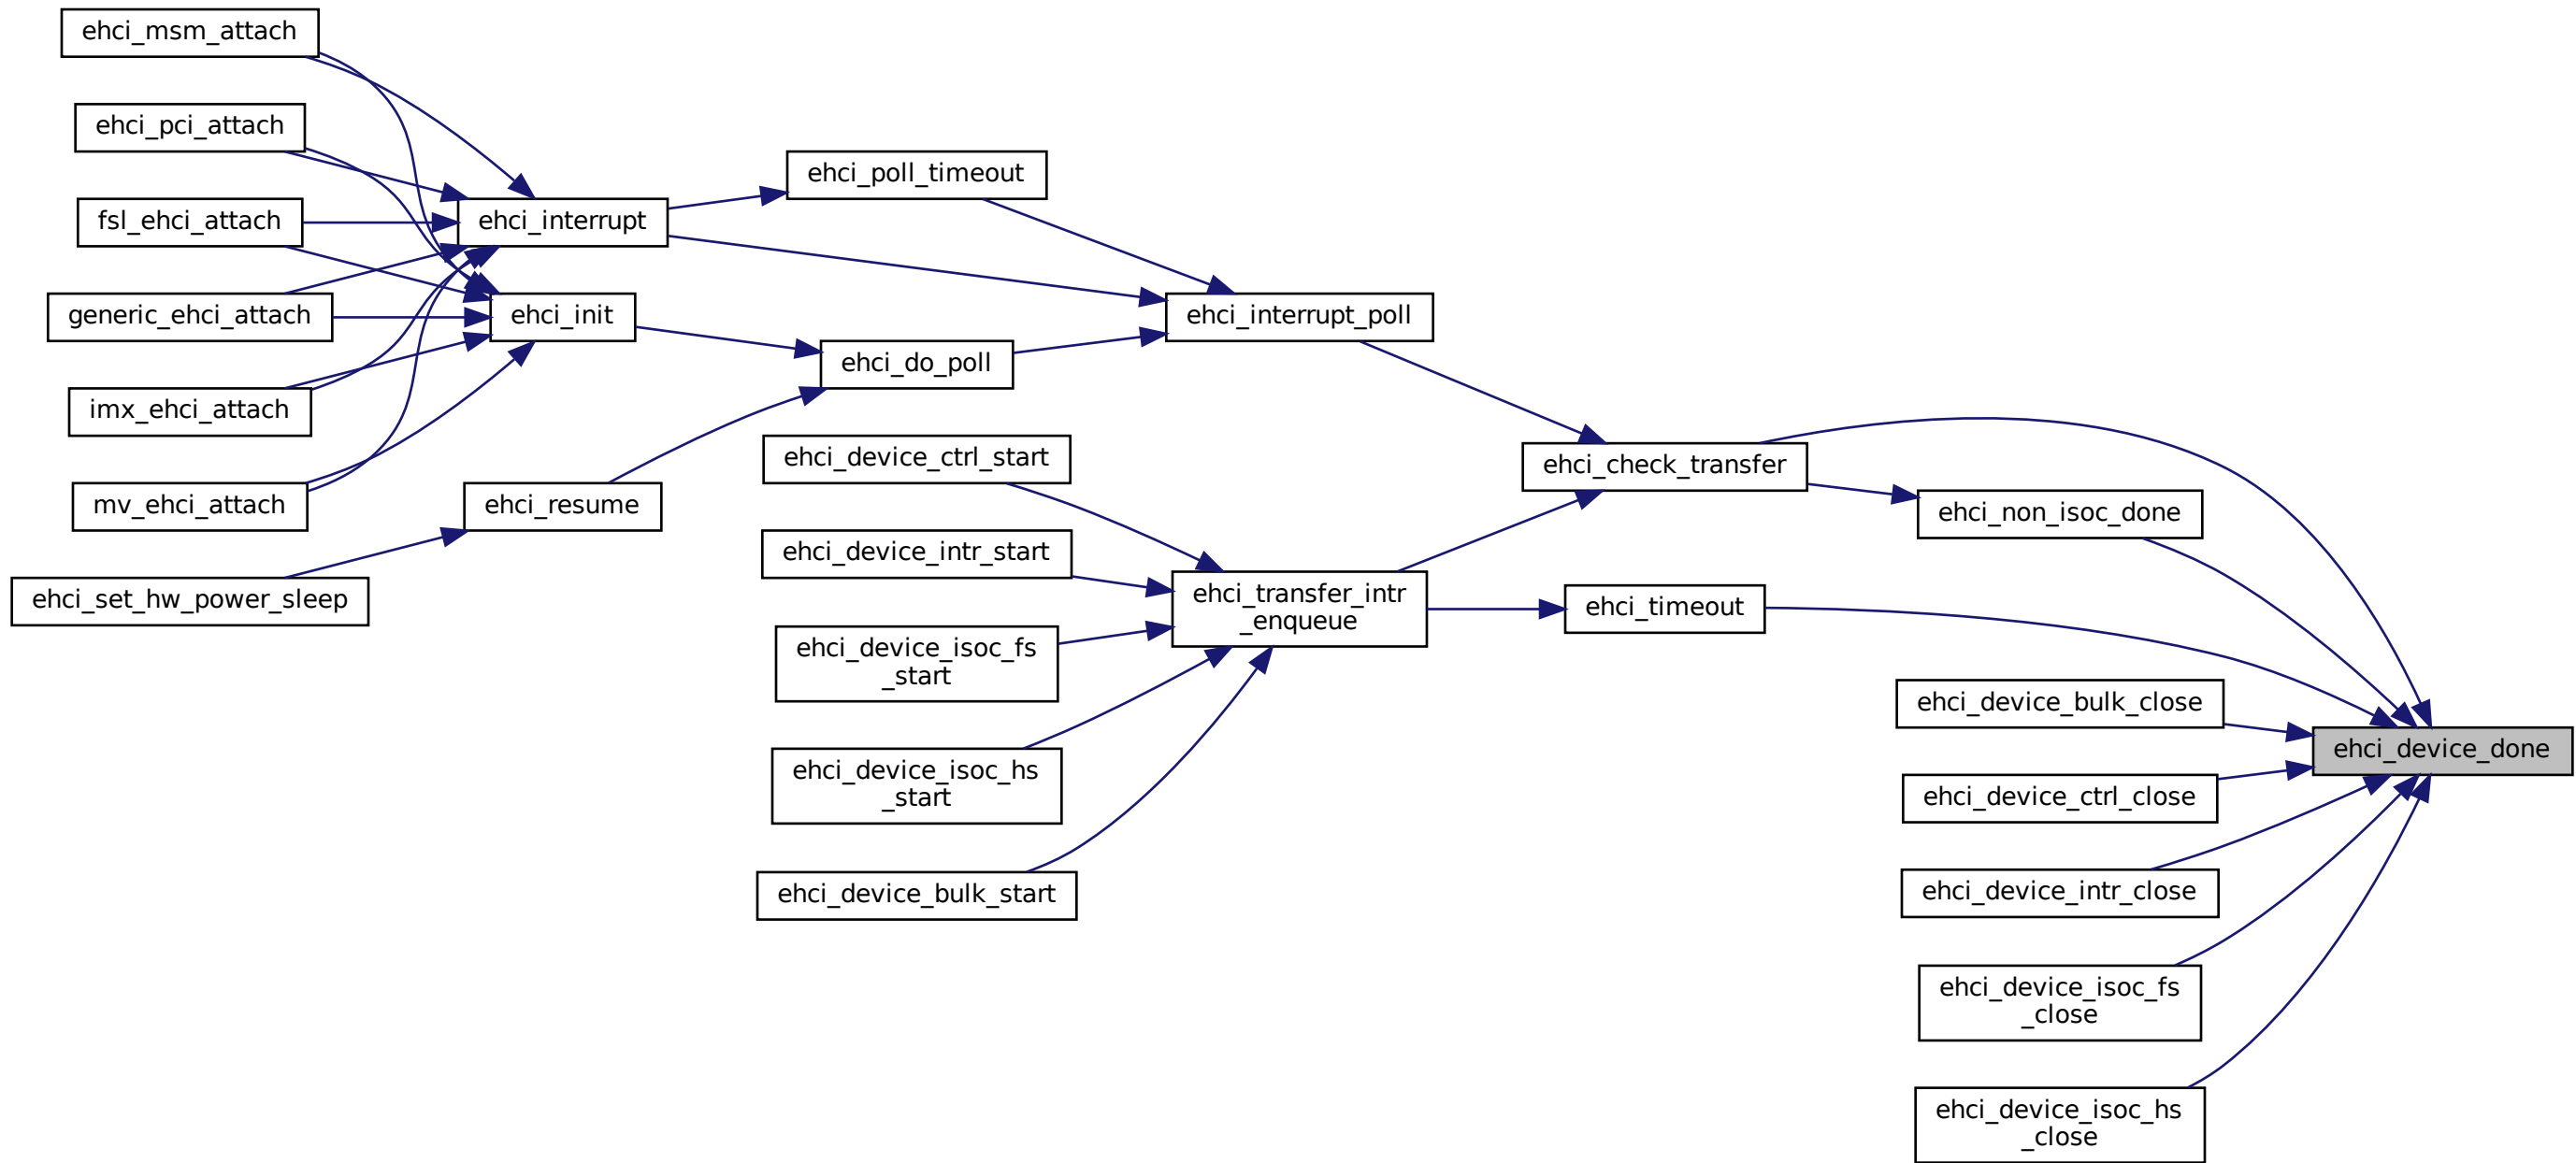 ehci_msm_attach
ehci_pci_attach
fsl_ehci_attach
generic_ehci_attach
imx_ehci_attach
mv_ehci_attach
ehci_set_hw_power_sleep
ehci_interrupt
ehci_init
ehci_resume
ehci_poll_timeout
ehci_do_poll
ehci_device_ctrl_start
ehci_device_intr_start
ehci_device_isoc_fs
_start
ehci_device_isoc_hs
_start
ehci_device_bulk_start
ehci_interrupt_poll
ehci_transfer_intr
_enqueue
ehci_check_transfer
ehci_timeout
ehci_non_isoc_done
ehci_device_bulk_close
ehci_device_ctrl_close
ehci_device_intr_close
ehci_device_isoc_fs
_close
ehci_device_isoc_hs
_close
ehci_device_done